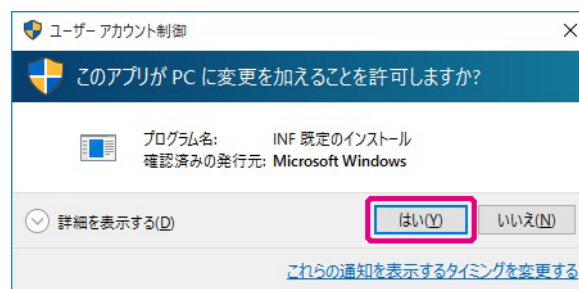 ユーザー アカウント制御
このアプリが PC に変更を加えることを許可しますか?
プログラム名: INF 既定のインストール
確認済みの発行元: Microsoft Windows
詳細を表示する(D)
はい(Y)
いいえ(N)
これらの通知を表示するタイミングを変更する